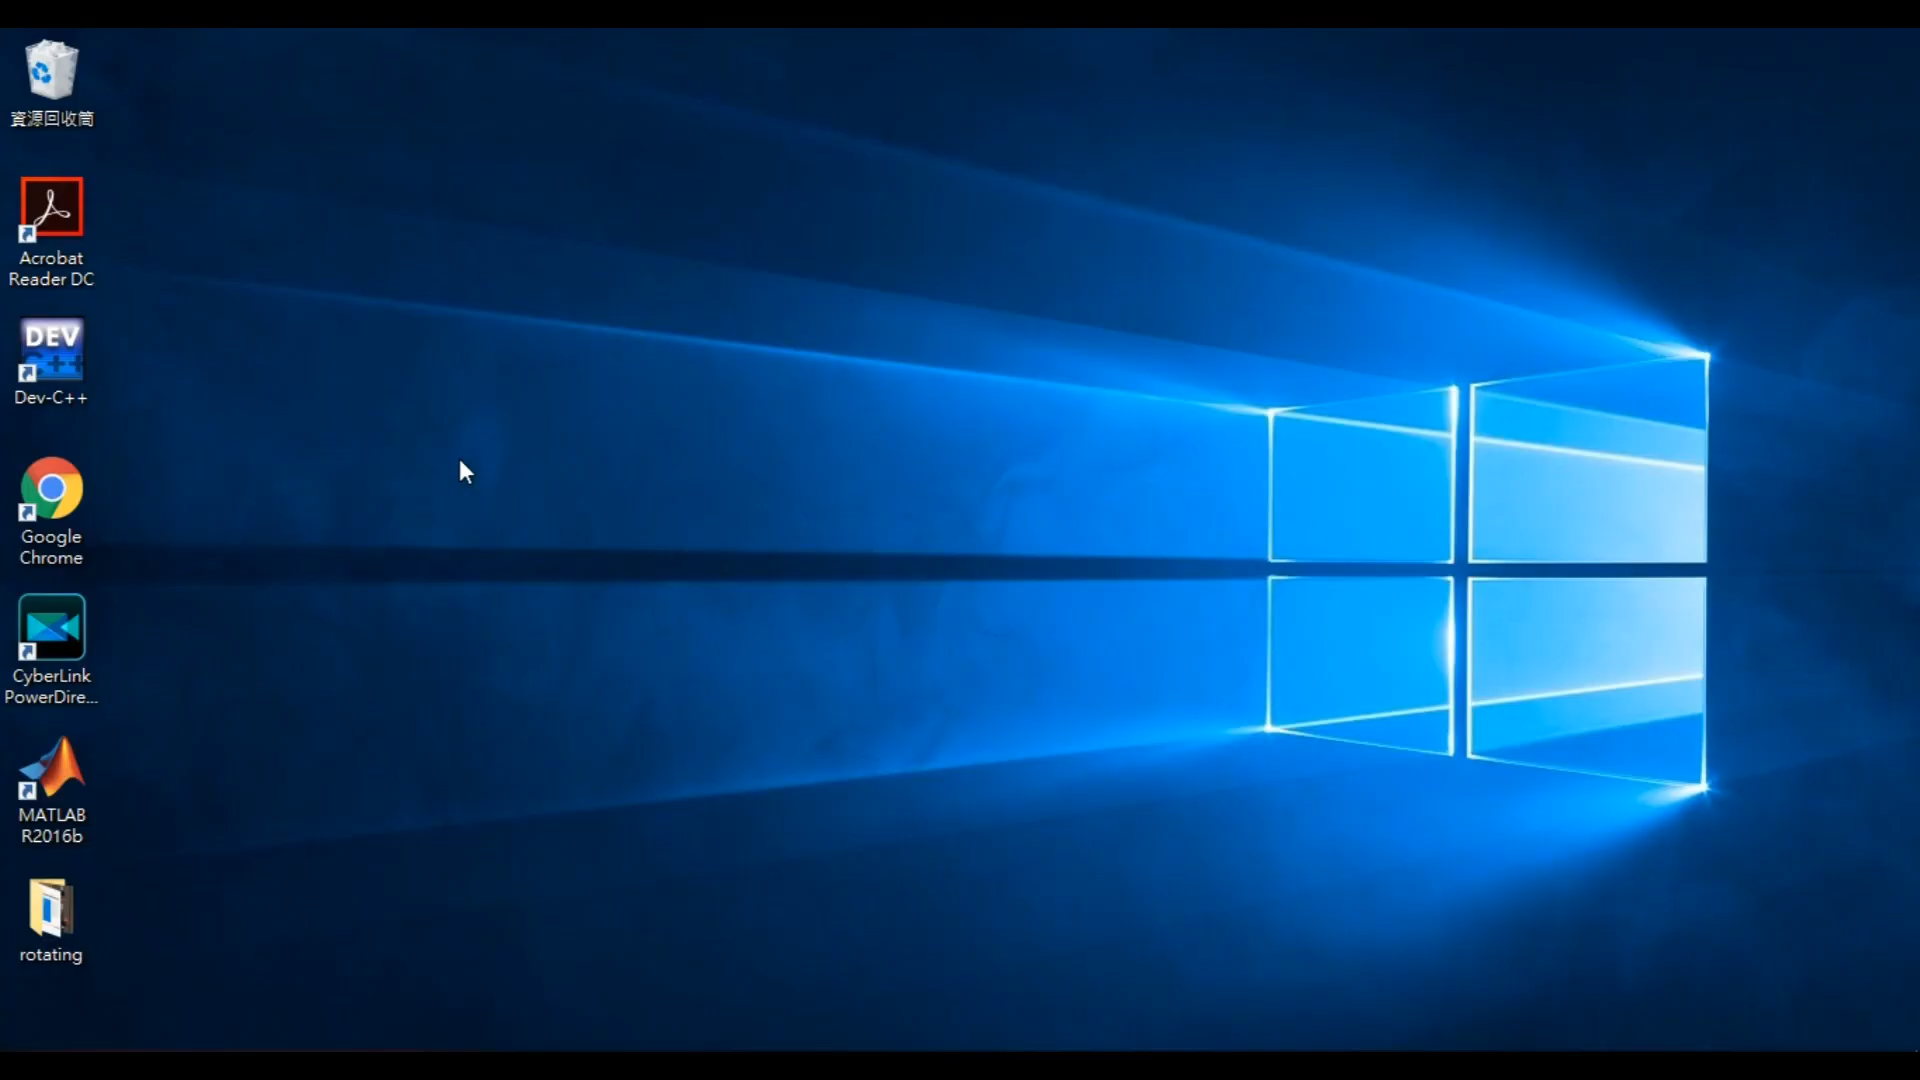 資源回收筒
Acrobat
Reader DC
DEV
C++
Dev-C++
Google
Chrome
CyberLink
PowerDire...
MATLAB
R2016b
rotating